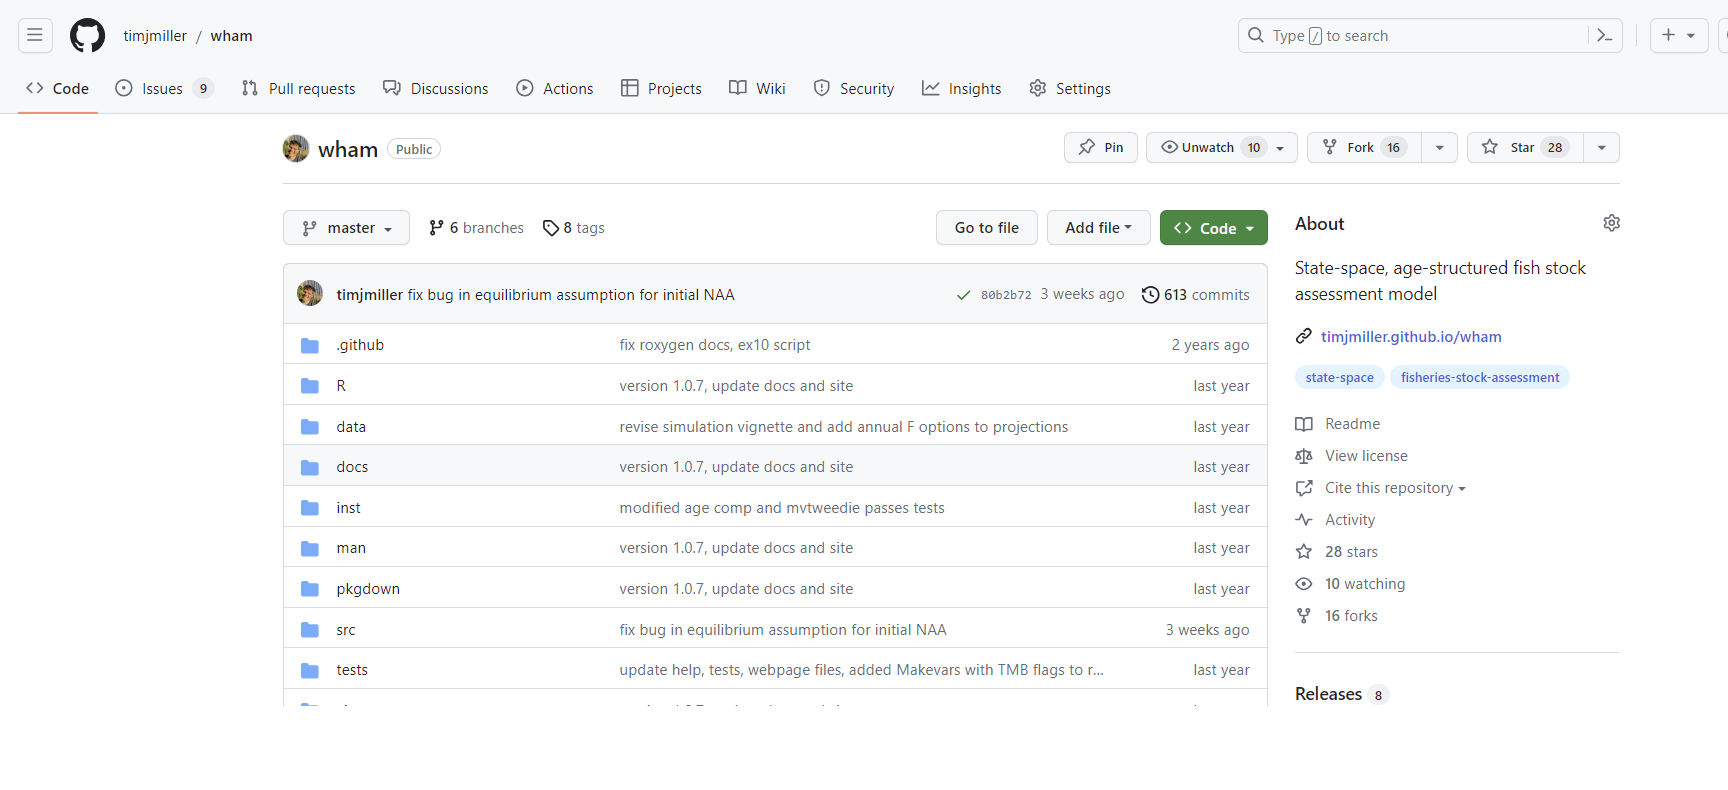 timjmiller / wham
Type / to search
Code
Issues 9
Pull requests
Discussions
Actions
Projects
Wiki
Security
Insights
Settings
wham Public
Pin
Unwatch 10
Fork 16
Star 28
master
6 branches
8 tags
Go to file
Add file
Code
timjmiller fix bug in equilibrium assumption for initial NAA
80b2b72 3 weeks ago
613 commits
.github fix roxygen docs, ex10 script 2 years ago
R version 1.0.7, update docs and site last year
data revise simulation vignette and add annual F options to projections last year
docs version 1.0.7, update docs and site last year
inst modified age comp and mvtweedie passes tests last year
man version 1.0.7, update docs and site last year
pkgdown version 1.0.7, update docs and site last year
src fix bug in equilibrium assumption for initial NAA 3 weeks ago
tests update help, tests, webpage files, added Makevars with TMB flags to r... last year
About
State-space, age-structured fish stock
assessment model
timjmiller.github.io/wham
state-space fisheries-stock-assessment
Readme
View license
Cite this repository
Activity
28 stars
10 watching
16 forks
Releases 8